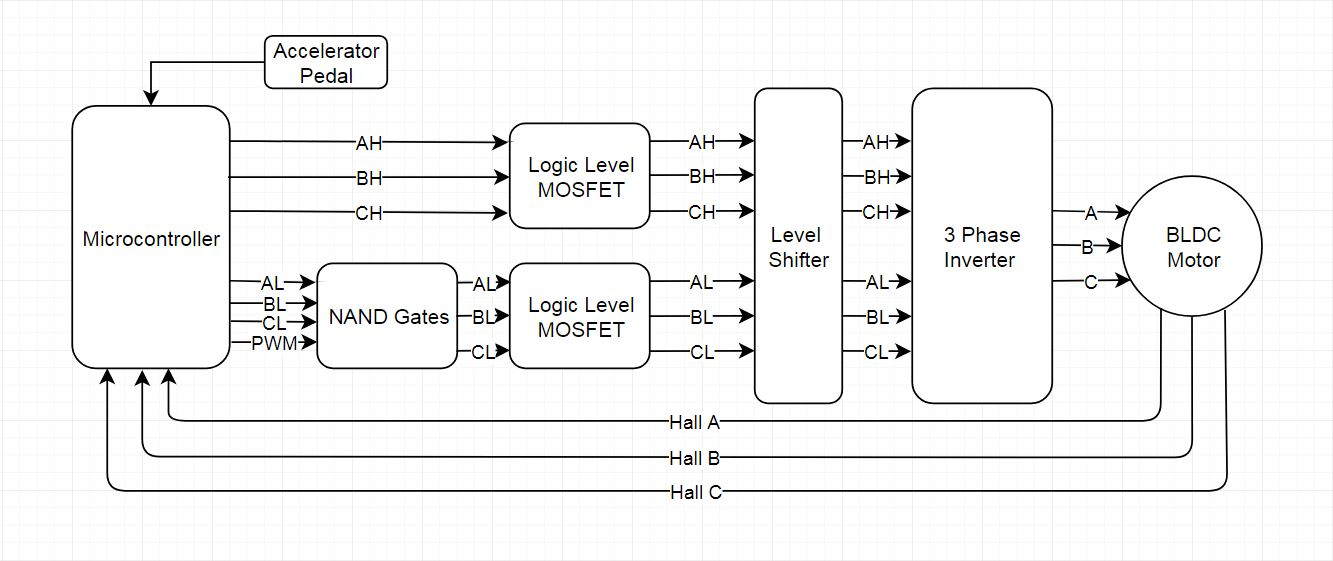 Accelerator
Pedal
Microcontroller
AH
BH
CH
AL
BL
CL
PWM
NAND Gates
AL
BL
CL
Logic Level
MOSFET
Logic Level
MOSFET
AH
BH
CH
AL
BL
CL
Level
Shifter
AH
BH
CH
AL
BL
CL
3 Phase
Inverter
A
B
C
BLDC
Motor
Hall A
Hall B
Hall C